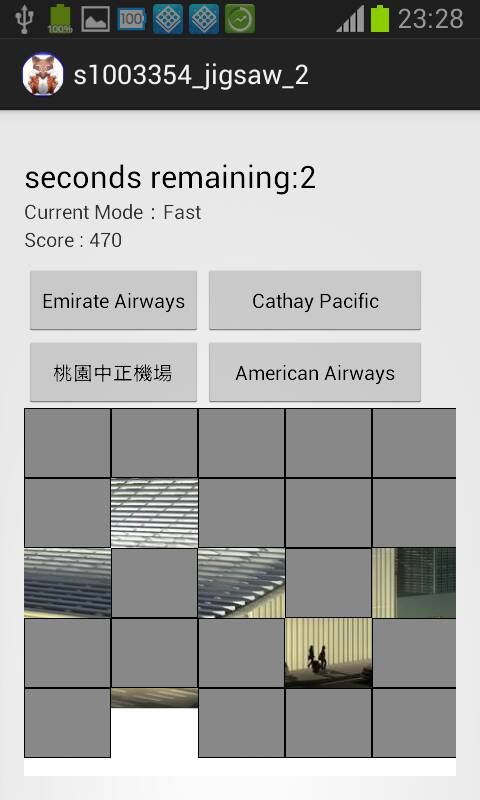 100%
100
23:28
s1003354_jigsaw_2
seconds remaining:2
Current Mode : Fast
Score : 470
Emirate Airways
Cathay Pacific
桃園中正機場
American Airways